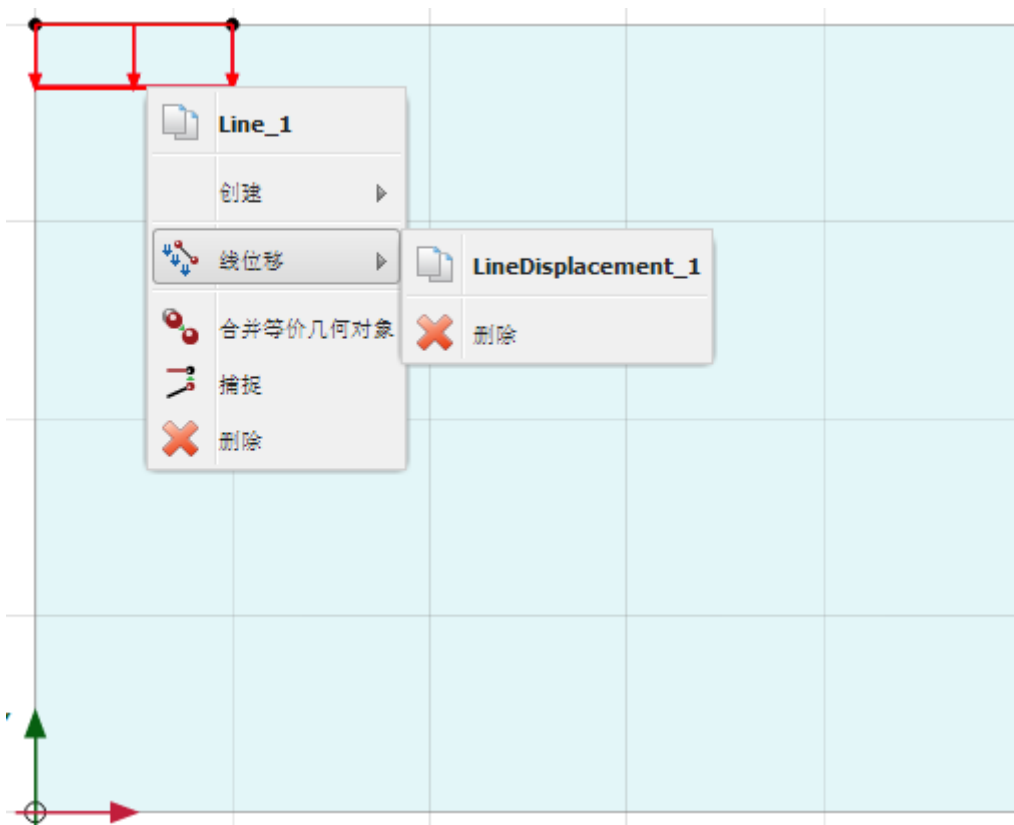 Line_1
创建
线位移
LineDisplacement_1
删除
合并等价几何对象
捕捉
删除